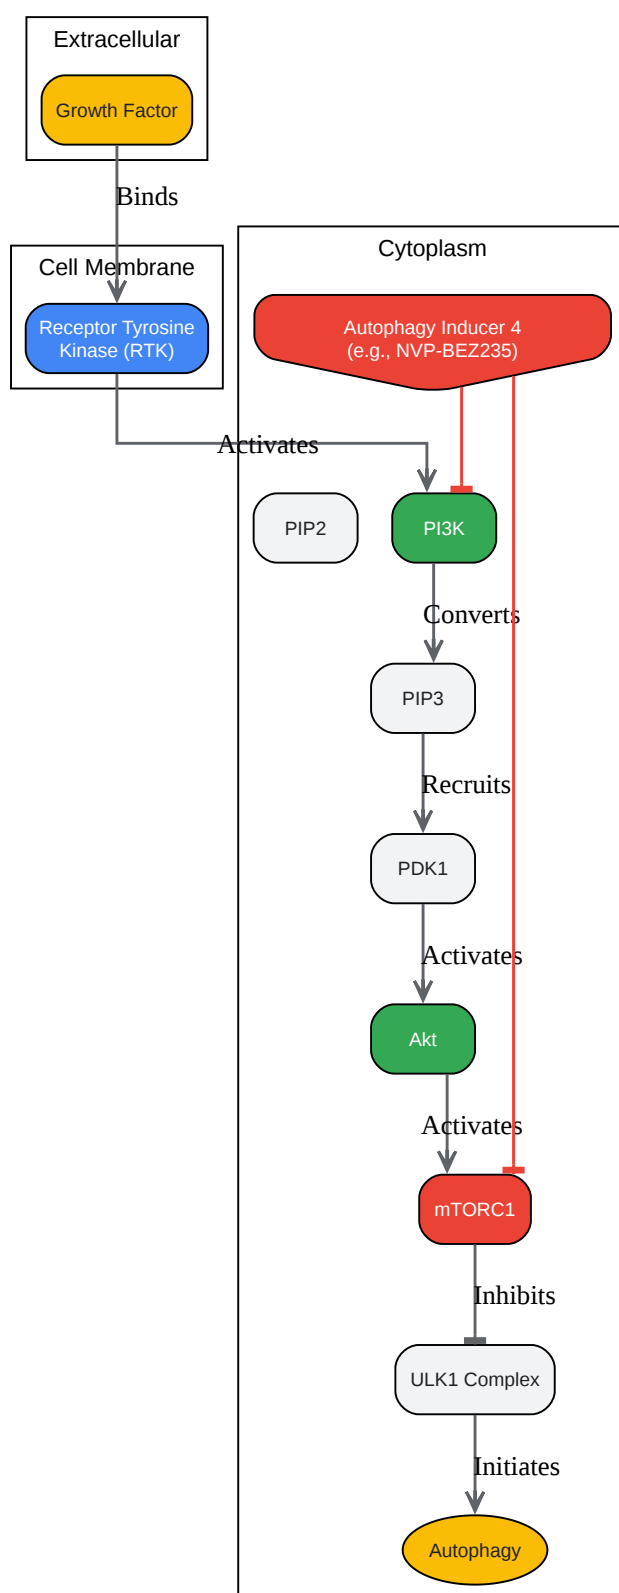 Extracellular
Growth Factor
Binds
Cell Membrane
Receptor Tyrosine
Kinase (RTK)
Cytoplasm
Autophagy Inducer 4
(e.g., NVP-BEZ235)
Activates
PIP2
PI3K
Converts
PIP3
Recruits
PDK1
Activates
Akt
Activates
mTORC1
Inhibits
ULK1 Complex
Initiates
Autophagy